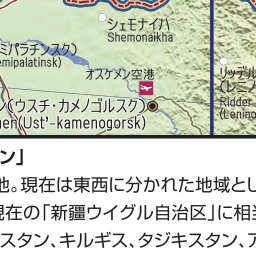 シェモナイハ
Shemonaikha
ミパラチンスク)
emipalatinsk)
オスケメン空港
リッデル
(レニノ
Ridder
(Lenino
ン(ウスチ・カメノゴルスク)
en(Ust'-kamenogorsk)
ン」
也。現在は東西に分かれた地域とし
現在の「新疆ウイグル自治区」に相当
スタン、キルギス、タジキスタン、ア